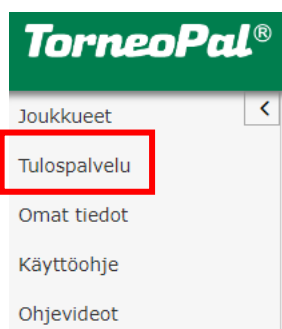 TorneoPal®
Joukkueet
Tulospalvelu
Omat tiedot
Käyttöohje
Ohjevideot